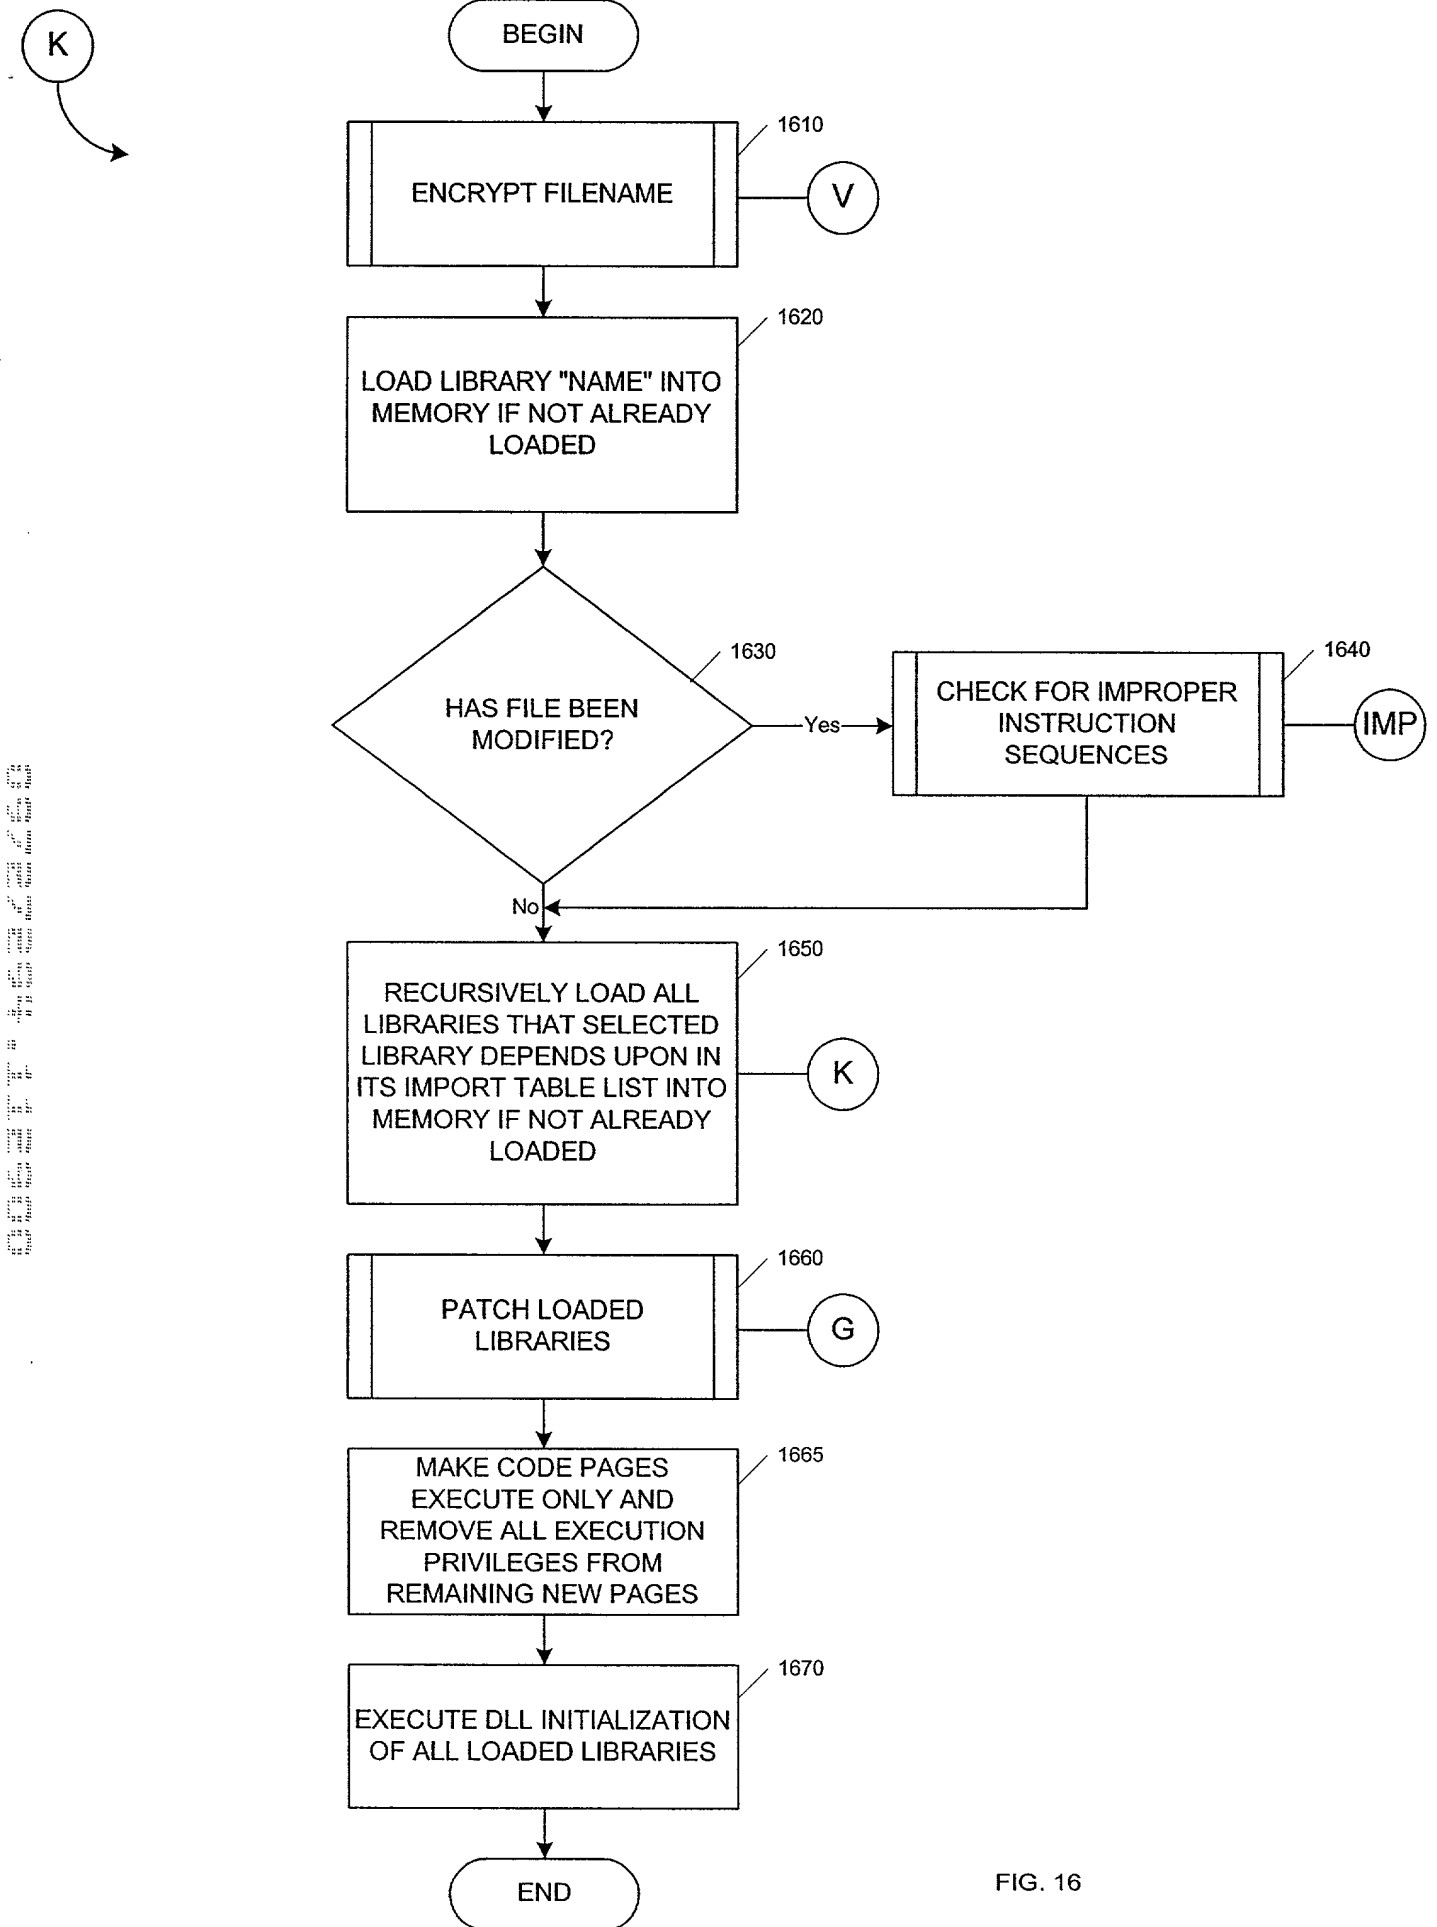 K
BEGIN
1610
ENCRYPT FILENAME
V
1620
LOAD LIBRARY "NAME" INTO
MEMORY IF NOT ALREADY
LOADED
1630
HAS FILE BEEN
MODIFIED?
Yes
1640
CHECK FOR IMPROPER
INSTRUCTION
SEQUENCES
IMP
No
1650
RECURSIVELY LOAD ALL
LIBRARIES THAT SELECTED
LIBRARY DEPENDS UPON IN
ITS IMPORT TABLE LIST INTO
MEMORY IF NOT ALREADY
LOADED
K
1660
PATCH LOADED
LIBRARIES
G
1665
MAKE CODE PAGES
EXECUTE ONLY AND
REMOVE ALL EXECUTION
PRIVILEGES FROM
REMAINING NEW PAGES
1670
EXECUTE DLL INITIALIZATION
OF ALL LOADED LIBRARIES
END
FIG. 16